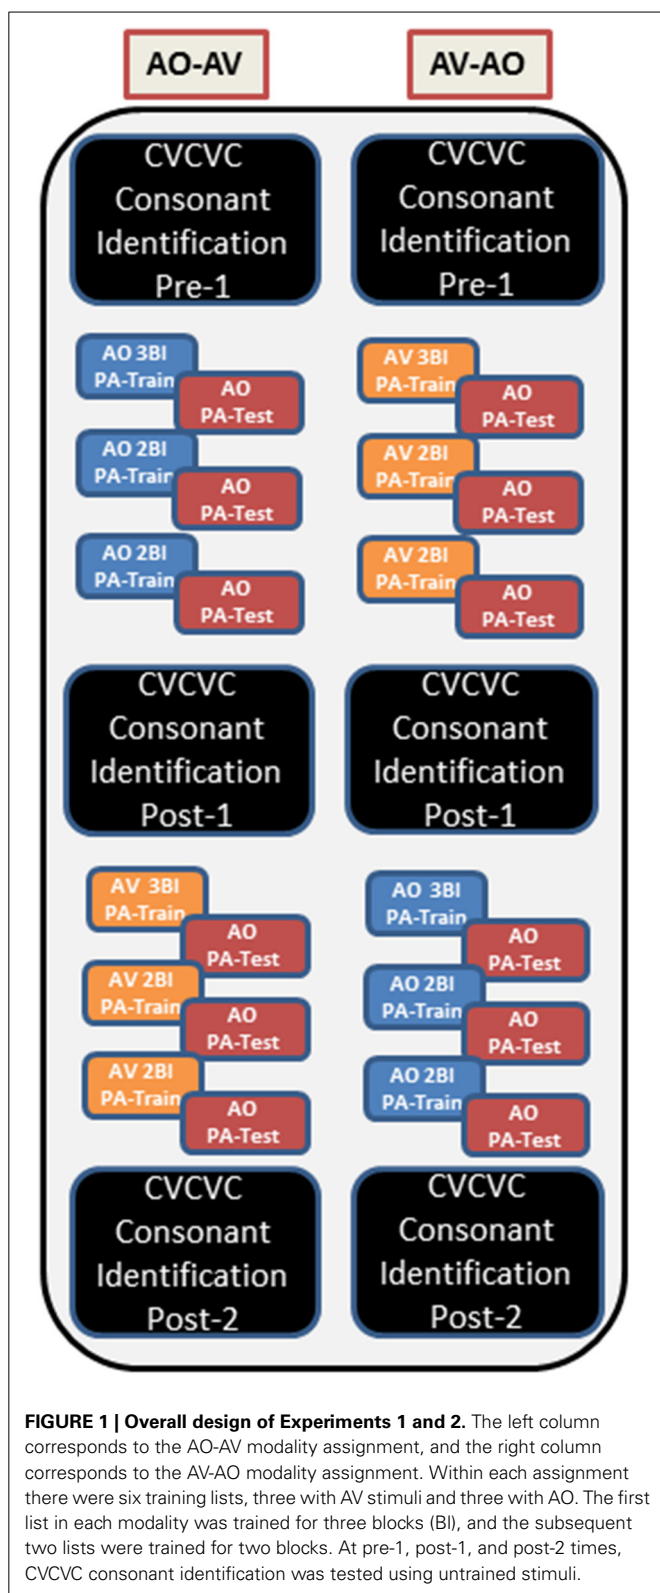 AO-AV
AV-AO
CVCVC
Consonant
Identification
Pre-1
CVCVC
Consonant
Identification
Pre-1
AO 3Bl
PA-Train
AO
PA-Test
AO 2Bl
PA-Train
AO
PA-Test
AO 2Bl
PA-Train
AO
PA-Test
AV 3Bl
PA-Train
AO
PA-Test
AV 2Bl
PA-Train
AO
PA-Test
AV 2Bl
PA-Train
AO
PA-Test
CVCVC
Consonant
Identification
Post-1
CVCVC
Consonant
Identification
Post-1
AV 3Bl
PA-Train
AO
PA-Test
AV 2Bl
PA-Train
AO
PA-Test
AV 2Bl
PA-Train
AO
PA-Test
AO 3Bl
PA-Train
AO
PA-Test
AO 2Bl
PA-Train
AO
PA-Test
AO 2Bl
PA-Train
AO
PA-Test
CVCVC
Consonant
Identification
Post-2
CVCVC
Consonant
Identification
Post-2
FIGURE 1 | Overall design of Experiments 1 and 2. The left column
corresponds to the AO-AV modality assignment, and the right column
corresponds to the AV-AO modality assignment. Within each assignment
there were six training lists, three with AV stimuli and three with AO. The first
list in each modality was trained for three blocks (Bl), and the subsequent
two lists were trained for two blocks. At pre-1, post-1, and post-2 times,
CVCVC consonant identification was tested using untrained stimuli.